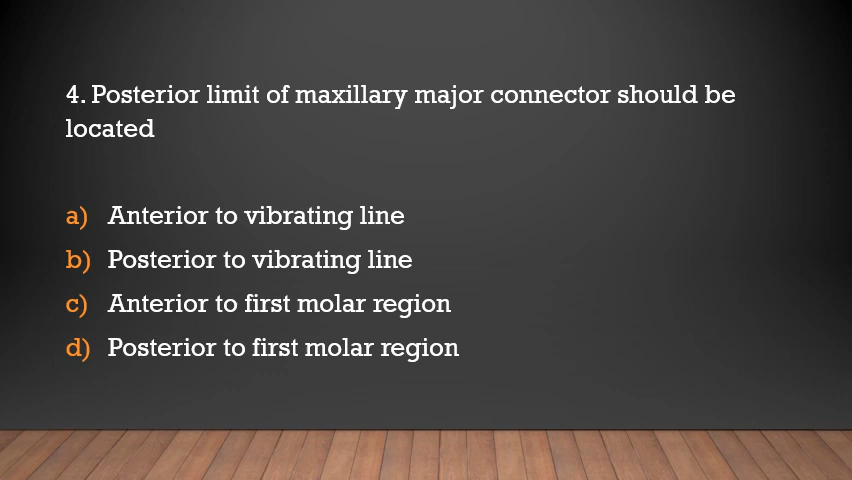 4. Posterior limit of maxillary major connector should be
located
a) Anterior to vibrating line
b) Posterior to vibrating line
c) Anterior to first molar region
d) Posterior to first molar region